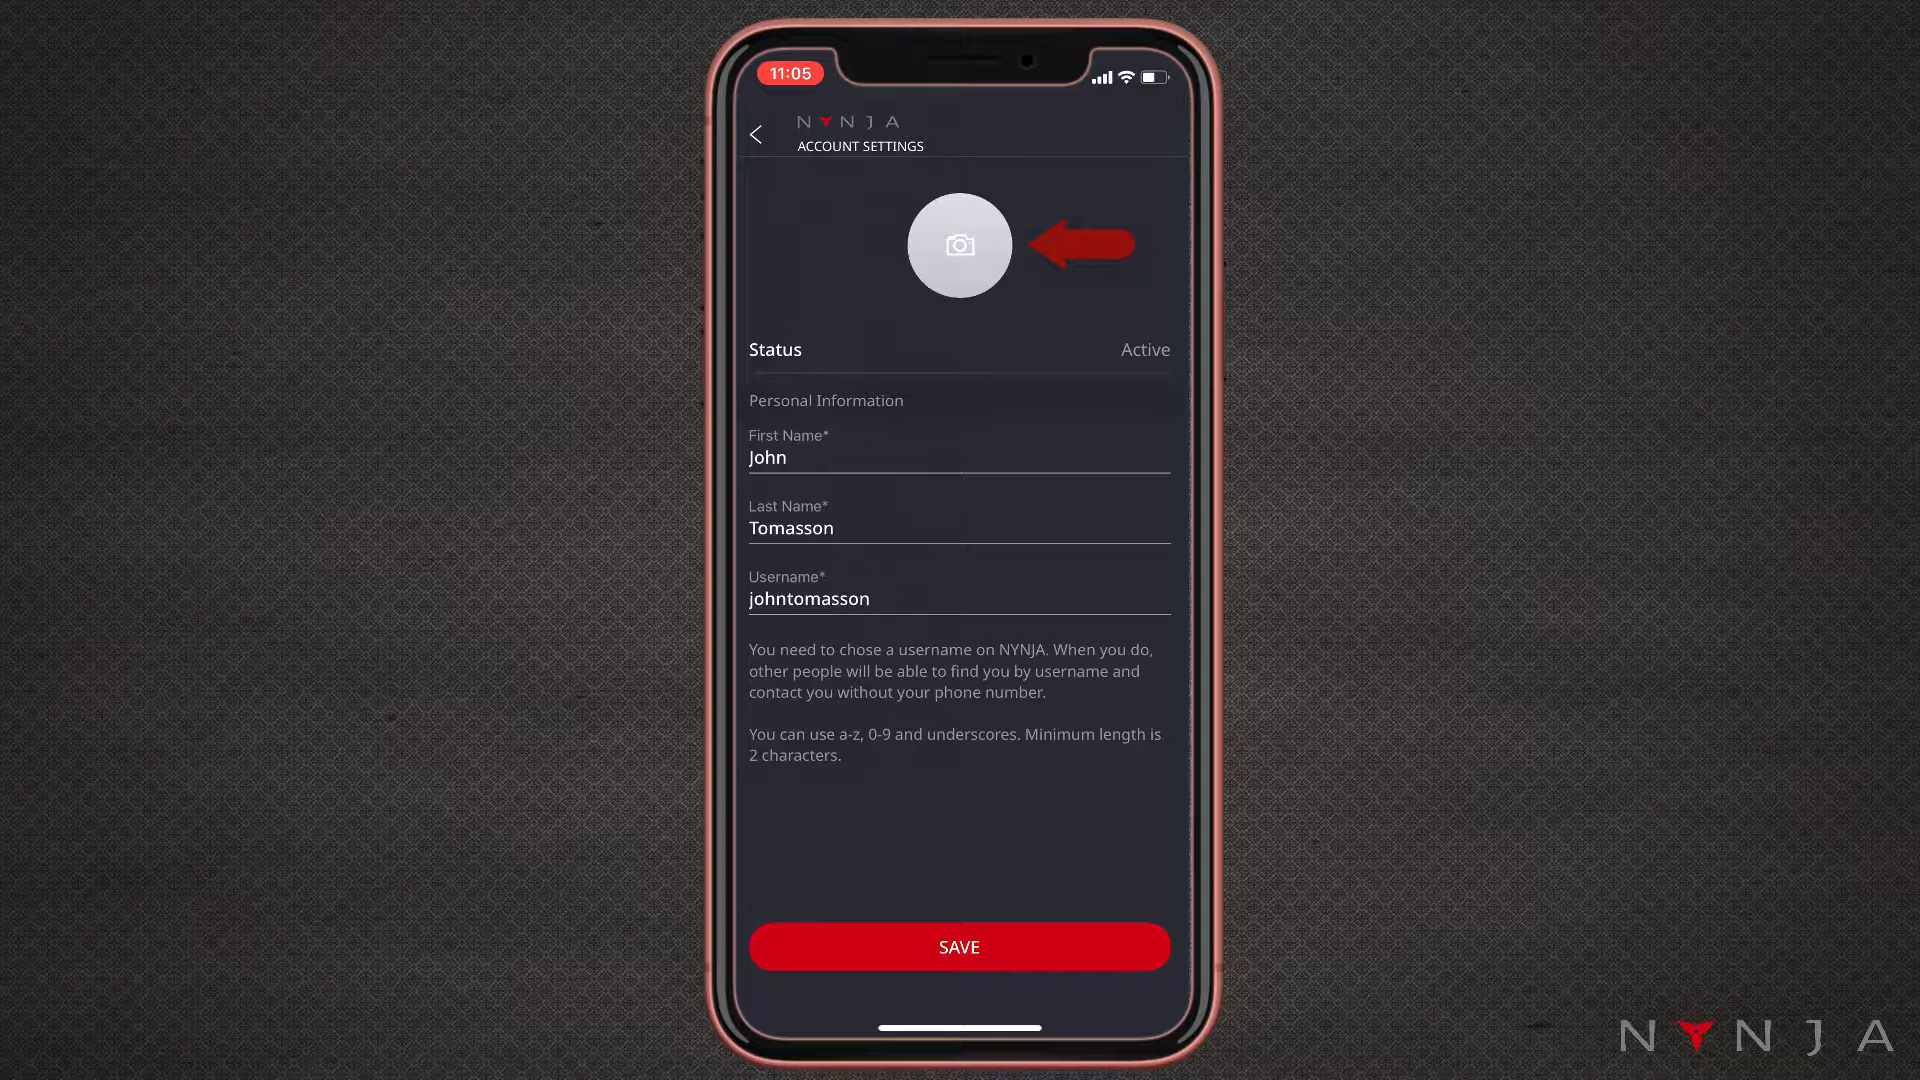 11:05
NYNJA
ACCOUNT SETTINGS
Status
Active
Personal Information
First Name*
John
Last Name*
Tomasson
Username*
johntomasson
You need to chose a username on NYNJA. When you do,
other people will be able to find you by username and
contact you without your phone number.
You can use a-z, 0-9 and underscores. Minimum length is
2 characters.
SAVE
NYNJA